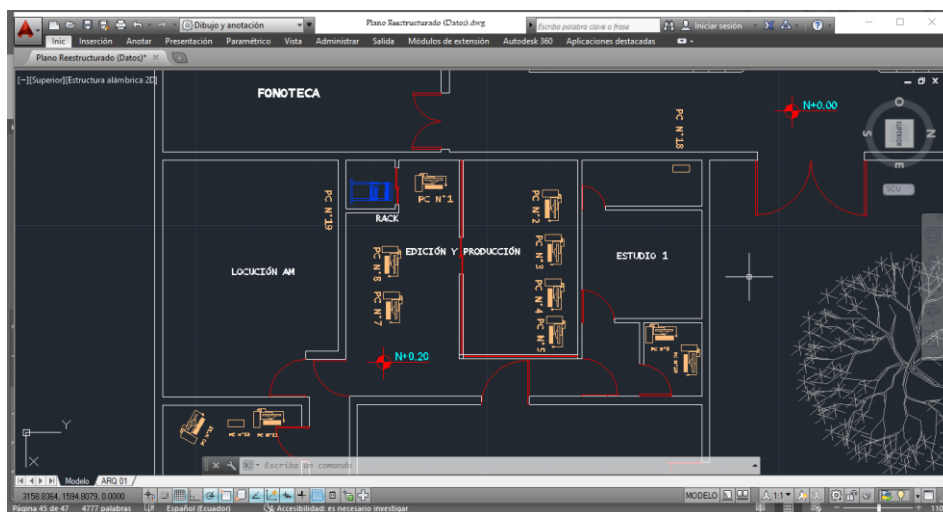 Dibujo y anotación
Plano Reestructurado (Datos).dwg
Escriba palabra clave o frase
Iniciar sesión
Inic Inserción Anotar Presentación Paramétrico Vista Administrar Salida Módulos de extensión Autodesk 360 Aplicaciones destacadas
Plano Reestructurado (Datos)*
[−][Superior][Estructura alámbrica 2D]
FONOTECA
PC N°18
N+0.00
SUPERIOR
S
E
m
SCU
PC N°19
RACK
PC N°1
PC N°2
EDICIÓN Y PRODUCCIÓN
PC N°3
PC N°8
ESTUDIO 1
LOCUCIÓN AM
PC N°7
PC N°4
PC N°5
N+0.20
Y
X
Escriba un comando
Modelo ARQ 01
3158.8364, 1594.8079, 0.0000
MODELO
1:1
Página 45 de 47 4777 palabras Español (Ecuador) Accesibilidad: es necesario investigar
110